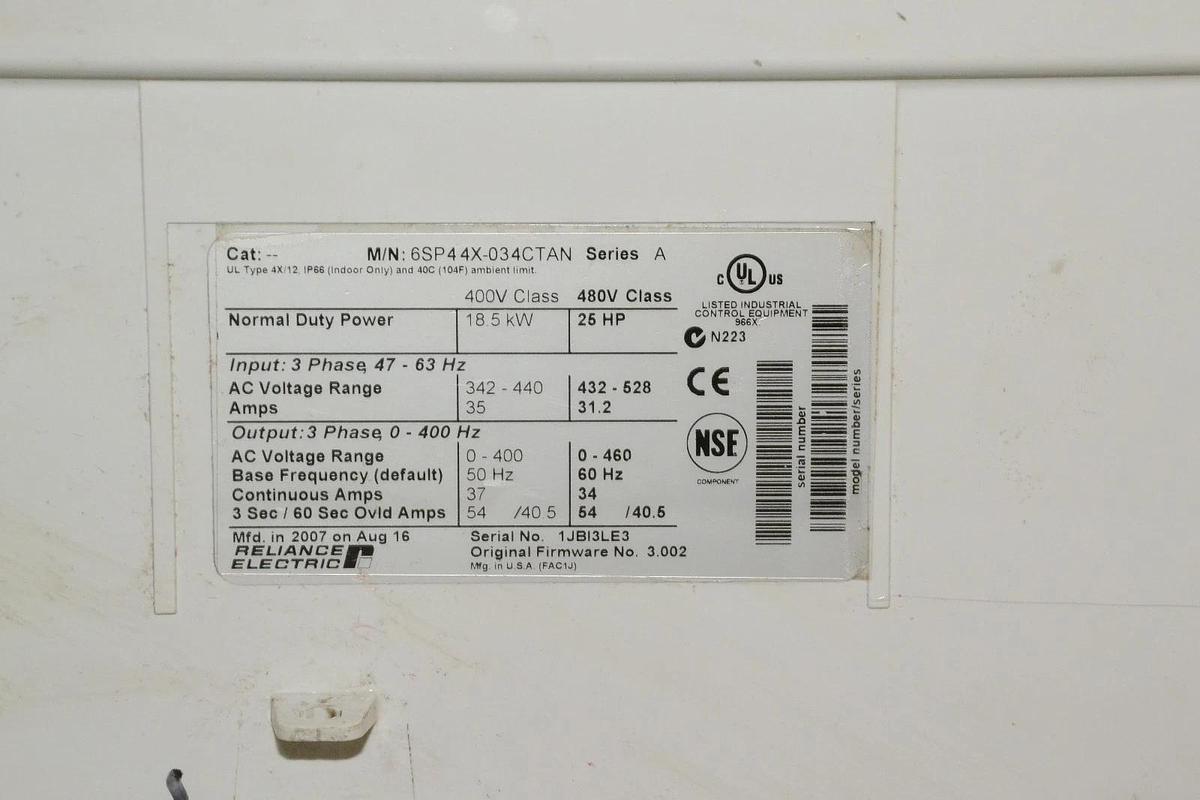 Cat: -- M/N: 6SP44X-034CTAN Series A
UL Type 4X/12, IP66 (Indoor Only) and 40C (104F) ambient limit.
400V Class 480V Class
Normal Duty Power 18.5 kW 25 HP
Input: 3 Phase, 47 - 63 Hz
AC Voltage Range 342 - 440 432 - 528
Amps 35 31.2
Output: 3 Phase, 0 - 400 Hz
AC Voltage Range 0 - 400 0 - 460
Base Frequency (default) 50 Hz 60 Hz
Continuous Amps 37 34
3 Sec / 60 Sec Ovld Amps 54 /40.5 54 /40.5
Mfd. in 2007 on Aug 16 Serial No. 1JBI3LE3
RELIANCE
ELECTRIC
Original Firmware No. 3.002
Mfg. in U.S.A. (FAC1J)
C UL US
LISTED INDUSTRIAL
CONTROL EQUIPMENT
966X
N223
CE
NSF
COMPONENT
serial number
model number/series